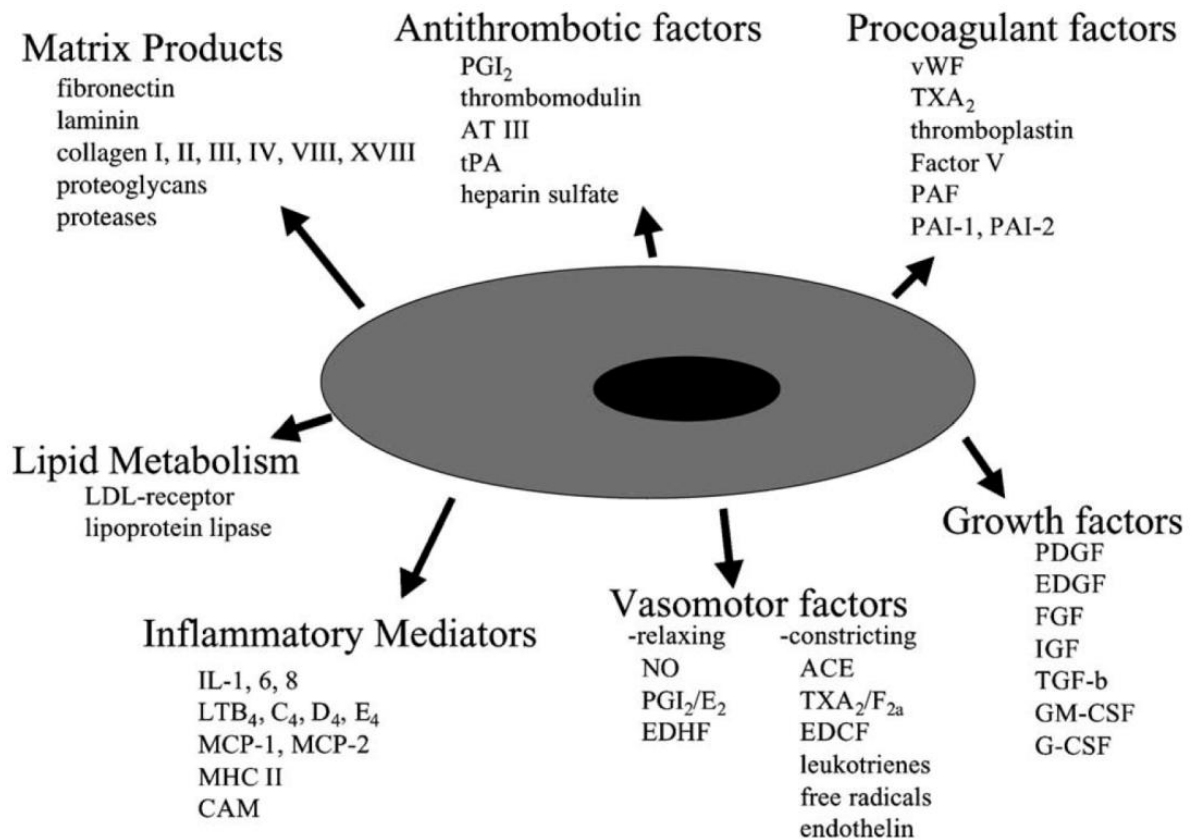 Matrix Products
fibronectin
laminin
collagen I, II, III, IV, VIII, XVIII
proteoglycans
proteases
Antithrombotic factors
PGI₂
thrombomodulin
AT III
tPA
heparin sulfate
Procoagulant factors
vWF
TXA₂
thromboplastin
Factor V
PAF
PAI-1, PAI-2
Lipid Metabolism
LDL-receptor
lipoprotein lipase
Inflammatory Mediators
IL-1, 6, 8
LTB₄, C₄, D₄, E₄
MCP-1, MCP-2
MHC II
CAM
Vasomotor factors
-relaxing
NO
PGI₂/E₂
EDHF
-constricting
ACE
TXA₂/F₂ₐ
EDCF
leukotrienes
free radicals
endothelin
Growth factors
PDGF
EDGF
FGF
IGF
TGF-b
GM-CSF
G-CSF